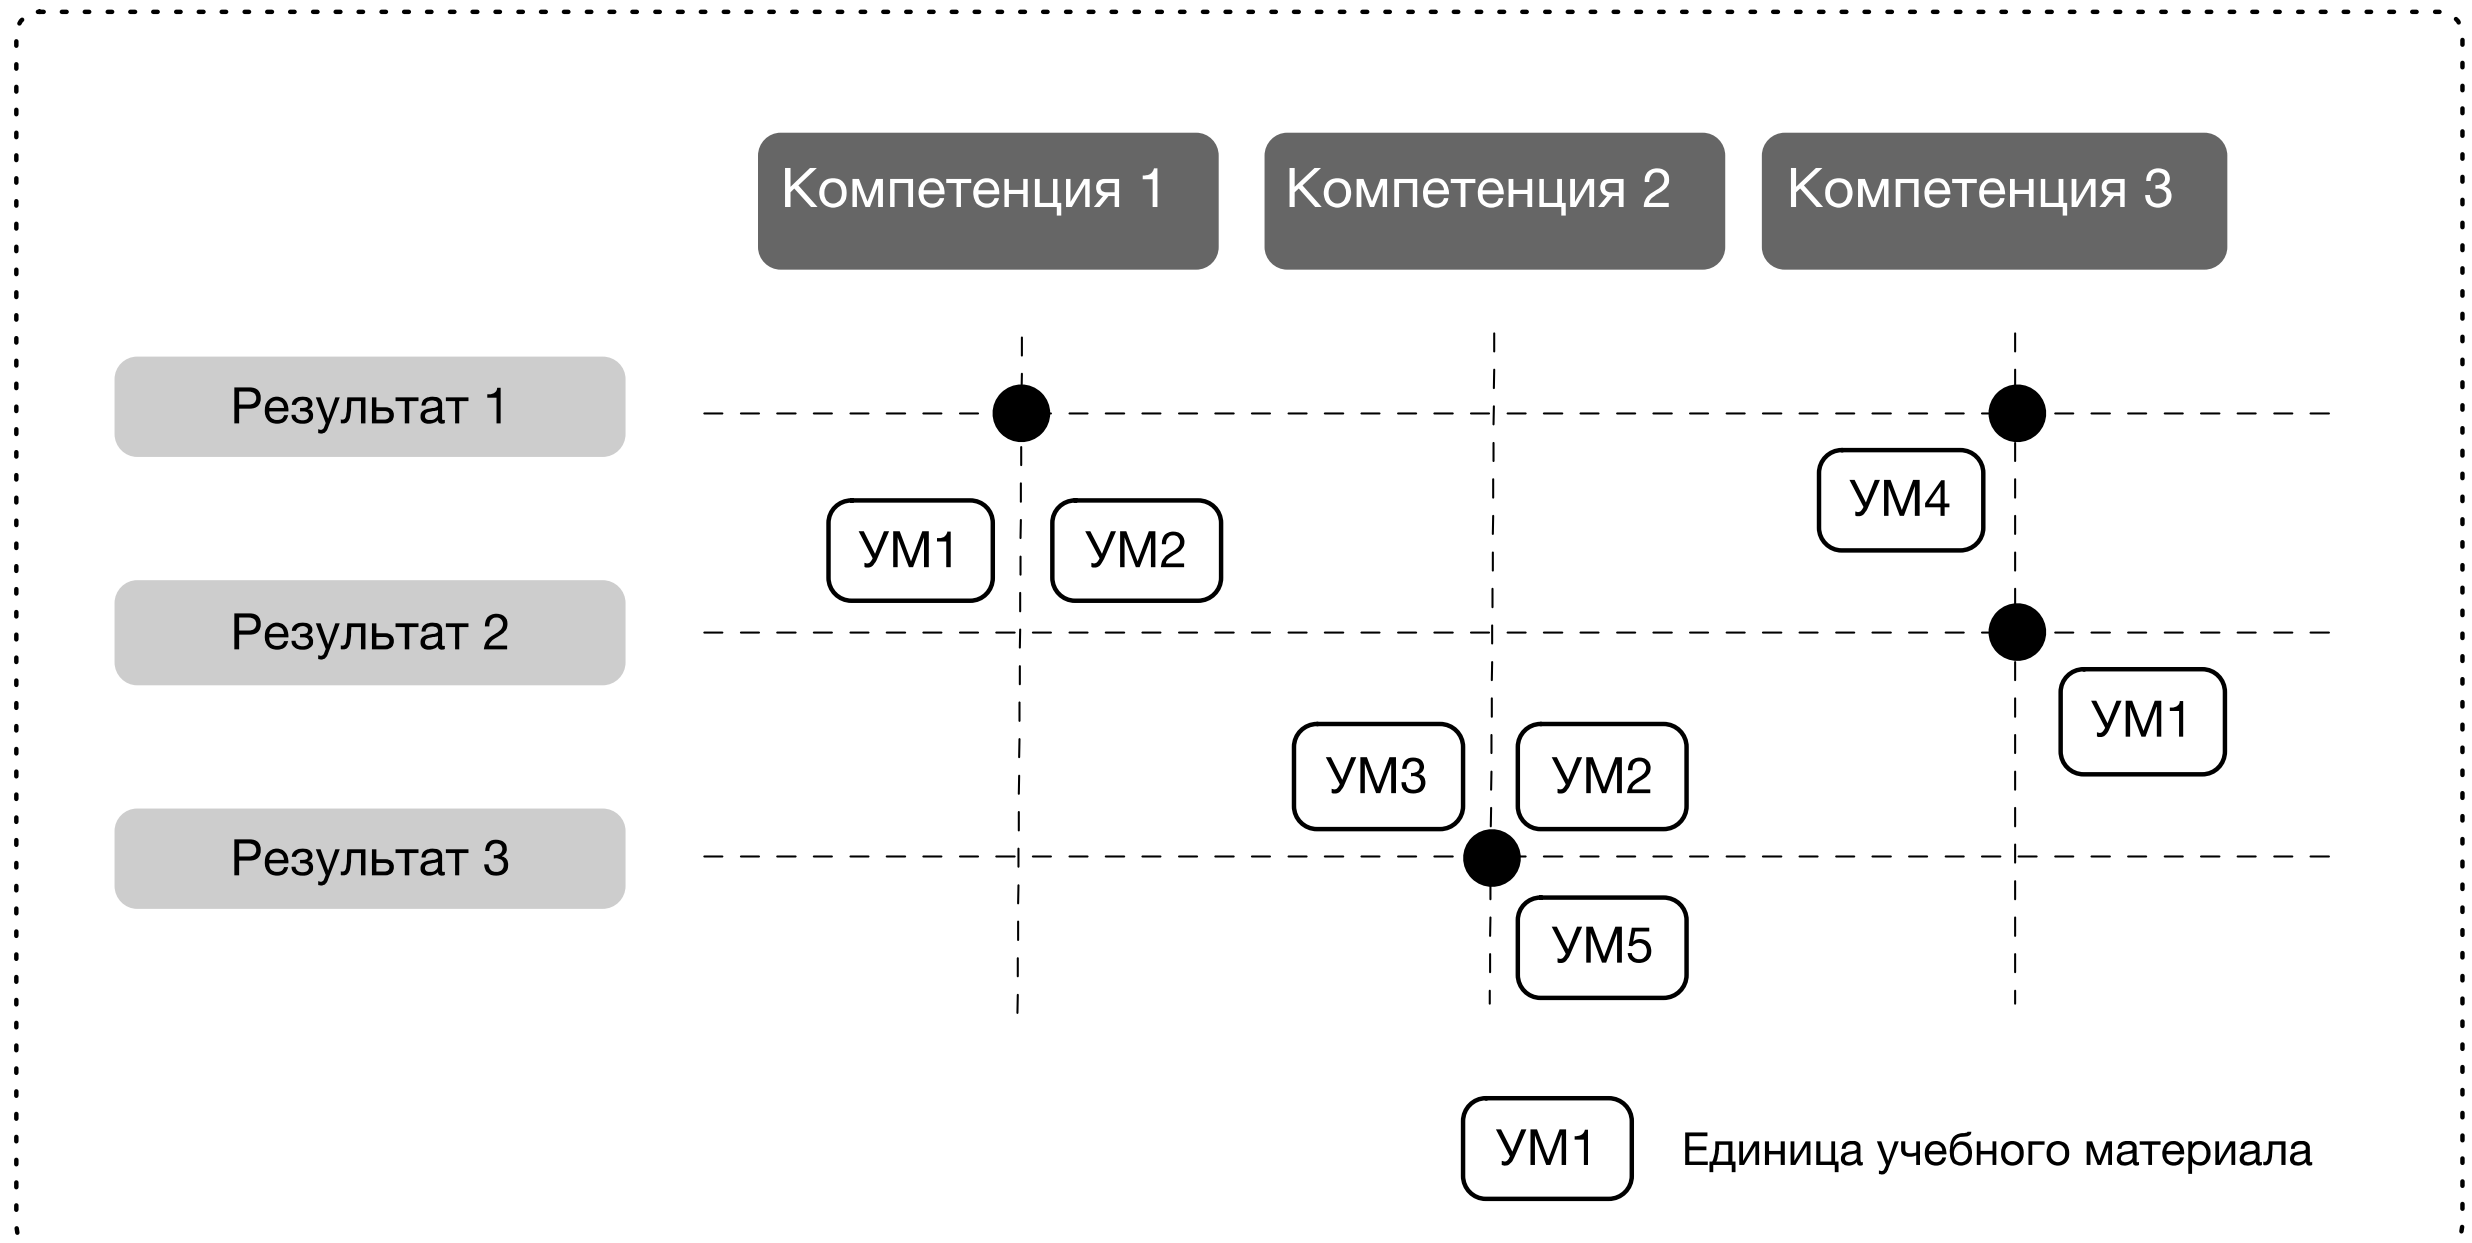 Компетенция 1
Компетенция 2
Компетенция 3
Результат 1
УМ4
УМ1
УМ2
Результат 2
УМ1
УМ3
УМ2
Результат 3
УМ5
УМ1
Единица учебного материала